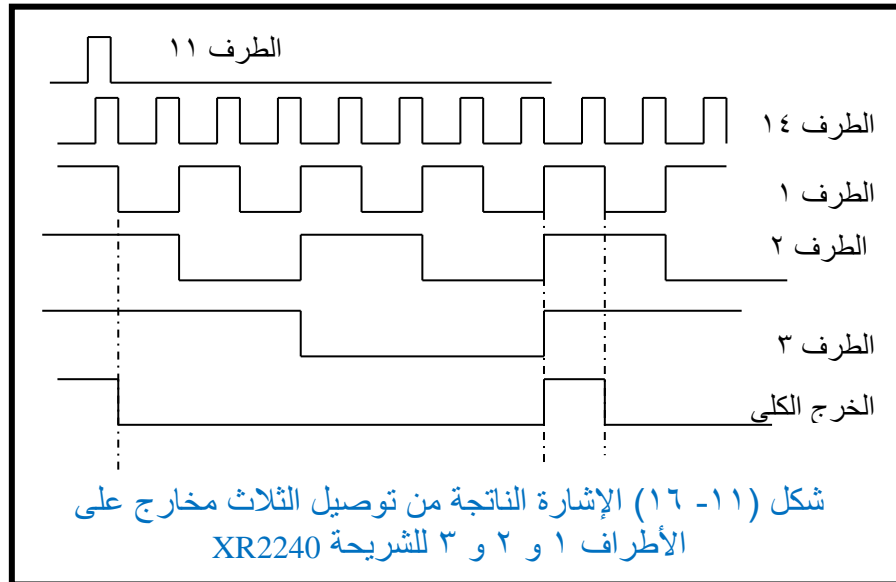 الطرف ١١
الطرف ١٤
الطرف ١
الطرف ٢
الطرف ٣
الخرج الكلي
شكل (١١- ١٦) الإشارة الناتجة من توصيل الثلاث مخارج على
الأطراف ١ و ٢ و ٣ للشريحة XR2240